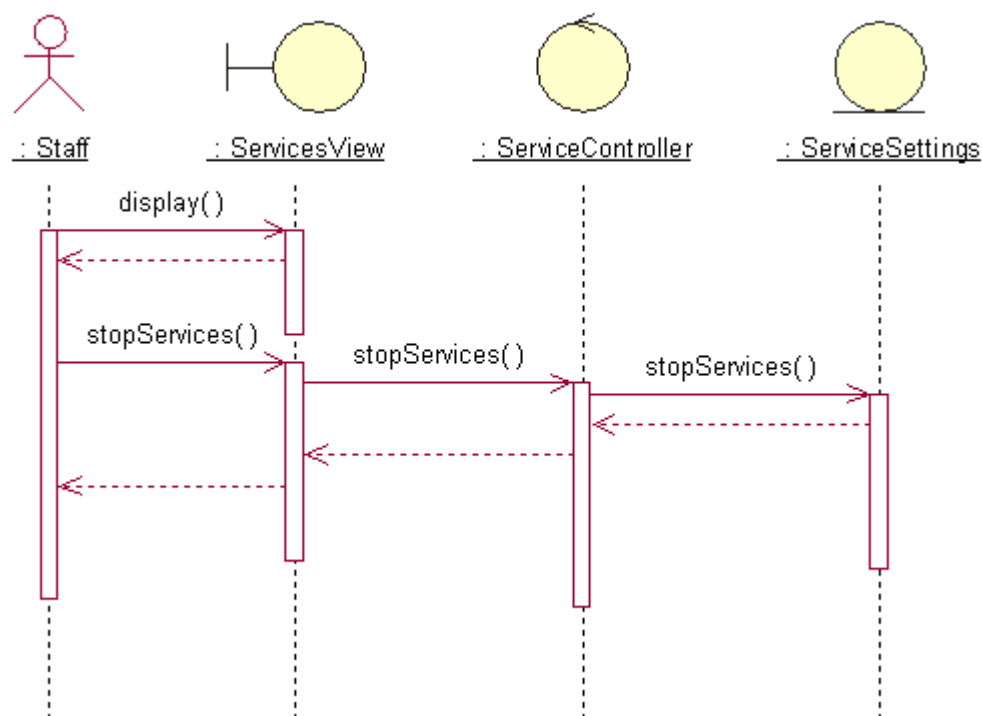 : Staff
: ServicesView
: ServiceController
: ServiceSettings
display( )
stopServices( )
stopServices( )
stopServices( )